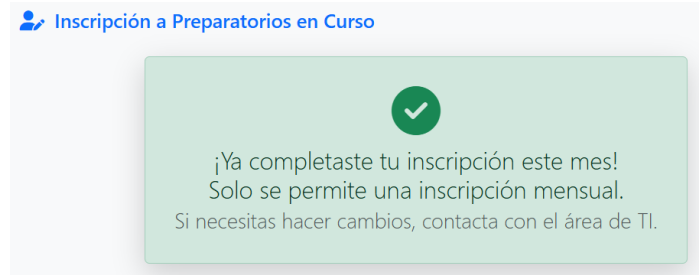 Inscripción a Preparatorios en Curso
¡Ya completaste tu inscripción este mes!
Solo se permite una inscripción mensual.
Si necesitas hacer cambios, contacta con el área de TI.